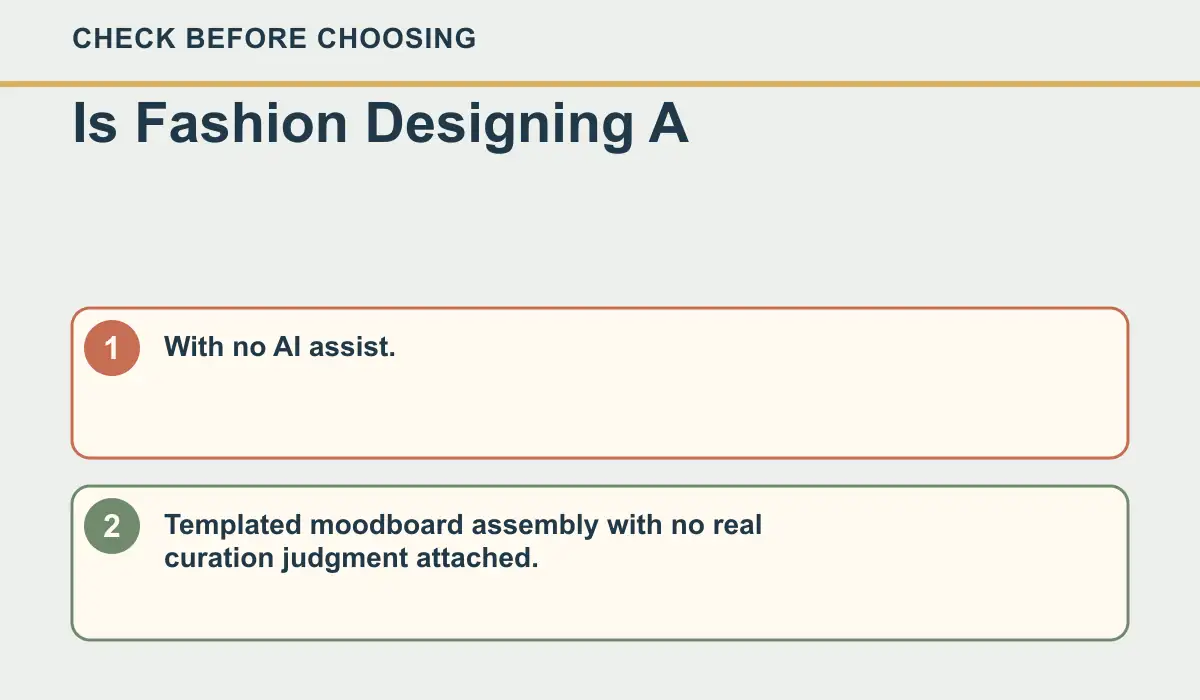 CHECK BEFORE CHOOSING
Is Fashion Designing A
1
With no AI assist.
2
Templated moodboard assembly with no real
curation judgment attached.